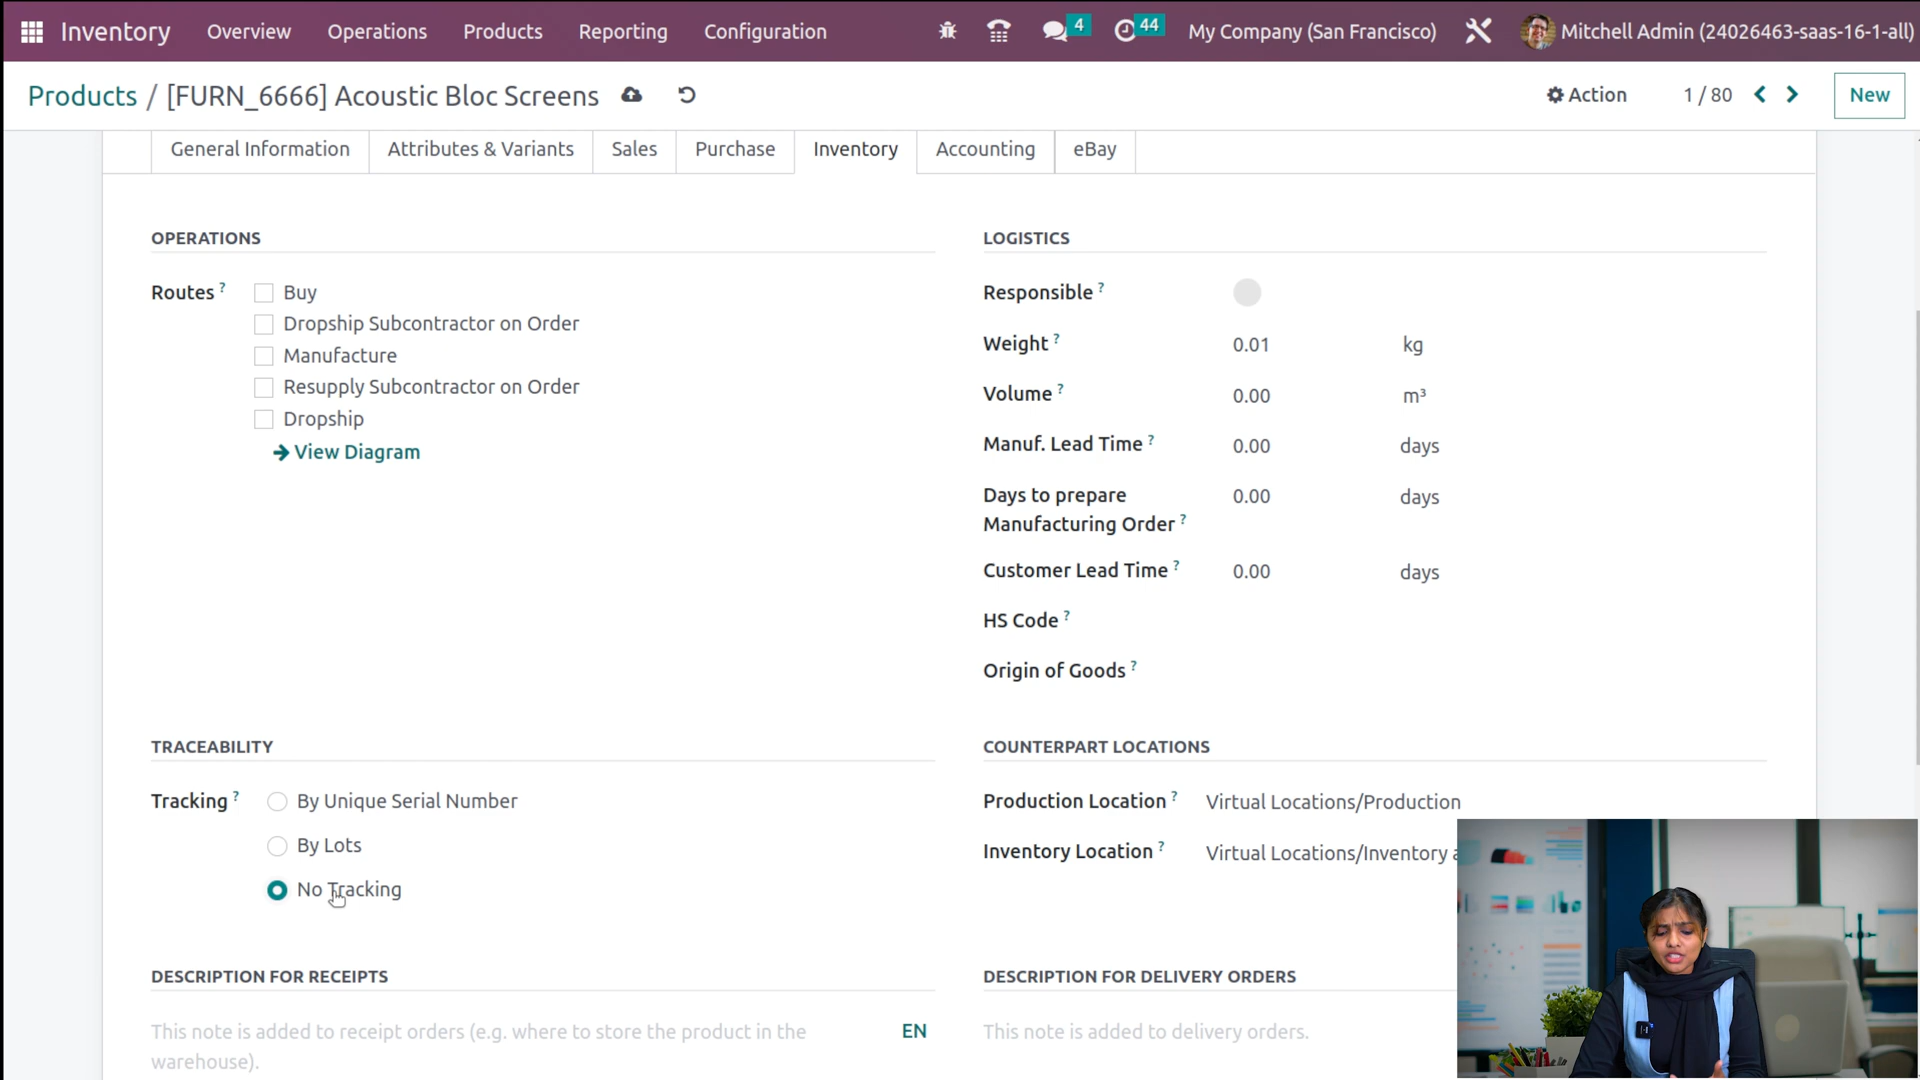 Inventory Overview Operations Products Reporting Configuration 4 44 My Company (San Francisco) Mitchell Admin (24026463-saas-16-1-all)
Products / [FURN_6666] Acoustic Bloc Screens Action 1 / 80 New
General Information Attributes & Variants Sales Purchase Inventory Accounting eBay
OPERATIONS
Routes ?
Buy
Dropship Subcontractor on Order
Manufacture
Resupply Subcontractor on Order
Dropship
View Diagram
LOGISTICS
Responsible ?
Weight ? 0.01 kg
Volume ? 0.00 m³
Manuf. Lead Time ? 0.00 days
Days to prepare 0.00 days
Manufacturing Order ?
Customer Lead Time ? 0.00 days
HS Code ?
Origin of Goods ?
TRACEABILITY
Tracking ?
By Unique Serial Number
By Lots
No Tracking
COUNTERPART LOCATIONS
Production Location ? Virtual Locations/Production
Inventory Location ? Virtual Locations/Inventory
DESCRIPTION FOR RECEIPTS
This note is added to receipt orders (e.g. where to store the product in the EN
warehouse).
DESCRIPTION FOR DELIVERY ORDERS
This note is added to delivery orders.